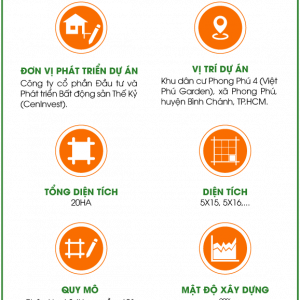 ĐƠN VỊ PHÁT TRIỂN DỰ ÁN
Công ty cổ phần Đầu tư và
Phát triển Bất động sản Thế Kỷ
(CenInvest).
VỊ TRÍ DỰ ÁN
Khu dân cư Phong Phú 4 (Việt
Phú Garden), xã Phong Phú,
huyện Bình Chánh, TP.HCM.
TỔNG DIỆN TÍCH
20HA
DIỆN TÍCH
5X15, 5X16,...
QUY MÔ
MẬT ĐỘ XÂY DỰNG